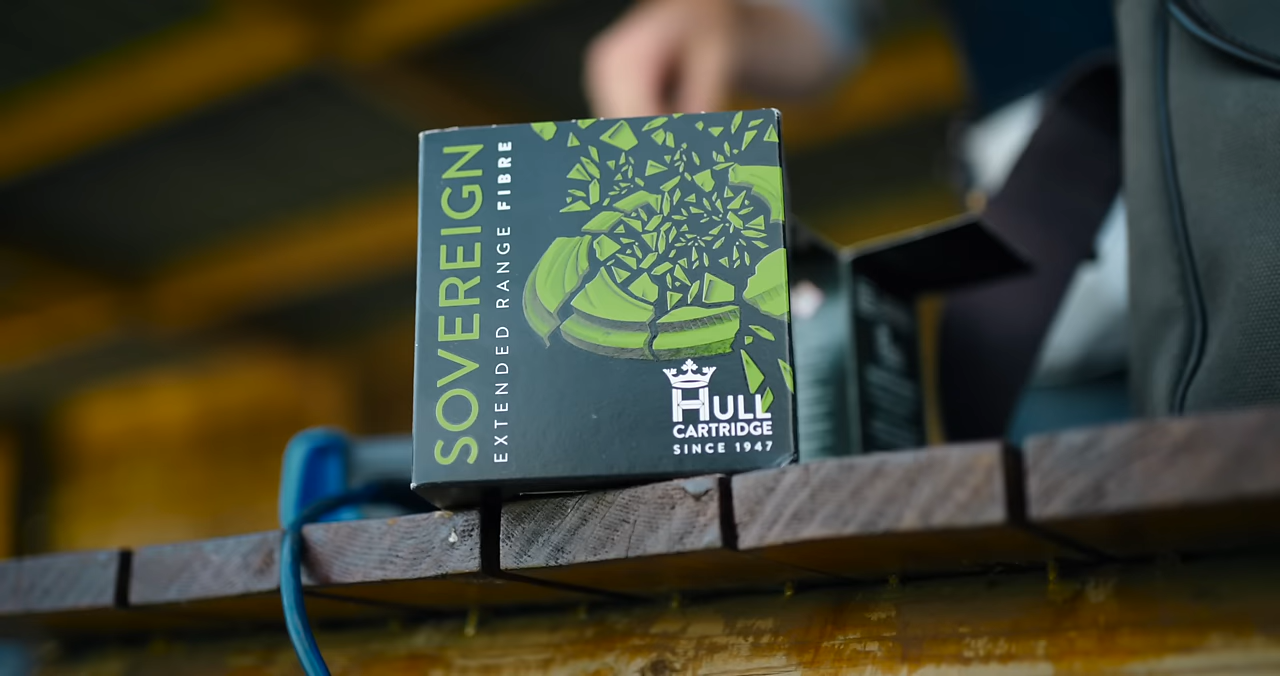 SOVEREIGN
EXTENDED RANGE FIBRE
HULL
CARTRIDGE
SINCE 1947